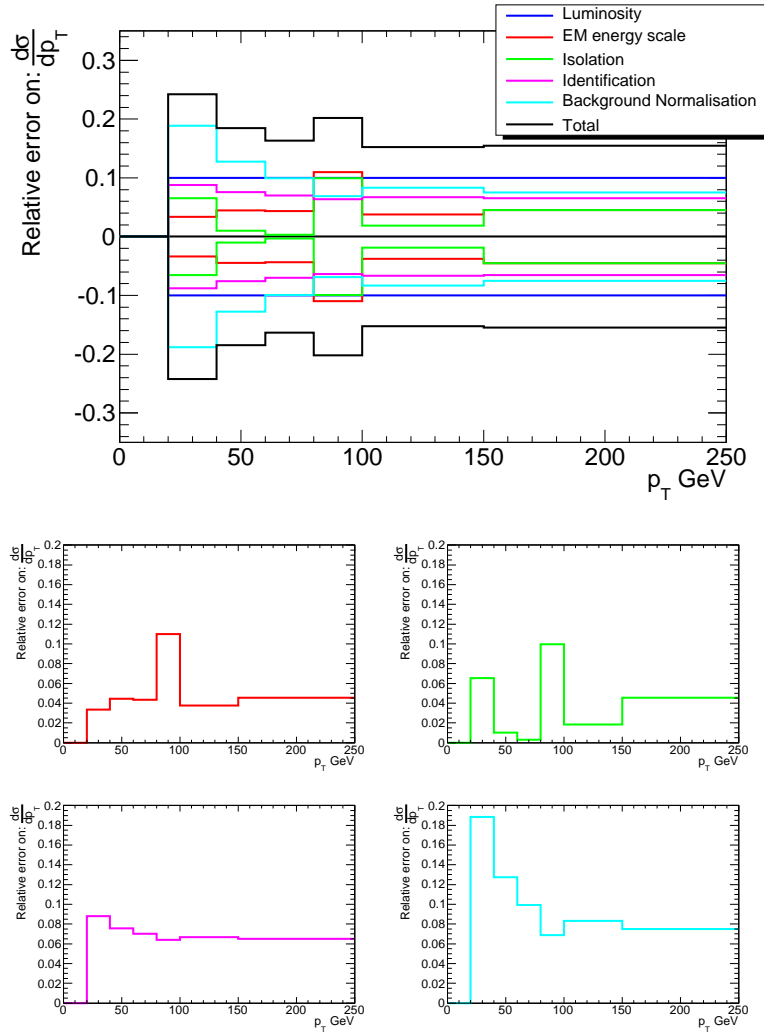 Luminosity
EM energy scale
Isolation
Identification
Background Normalisation
Total
Relative error on: dσ/dp_T
0.3
0.2
0.1
0
-0.1
-0.2
-0.3
0 50 100 150 200 250
p_T GeV
Relative error on: dσ/dp_T
0.2
0.18
0.16
0.14
0.12
0.1
0.08
0.06
0.04
0.02
0
0 50 100 150 200 250
p_T GeV
Relative error on: dσ/dp_T
0.2
0.18
0.16
0.14
0.12
0.1
0.08
0.06
0.04
0.02
0
0 50 100 150 200 250
p_T GeV
Relative error on: dσ/dp_T
0.2
0.18
0.16
0.14
0.12
0.1
0.08
0.06
0.04
0.02
0
0 50 100 150 200 250
p_T GeV
Relative error on: dσ/dp_T
0.2
0.18
0.16
0.14
0.12
0.1
0.08
0.06
0.04
0.02
0
0 50 100 150 200 250
p_T GeV